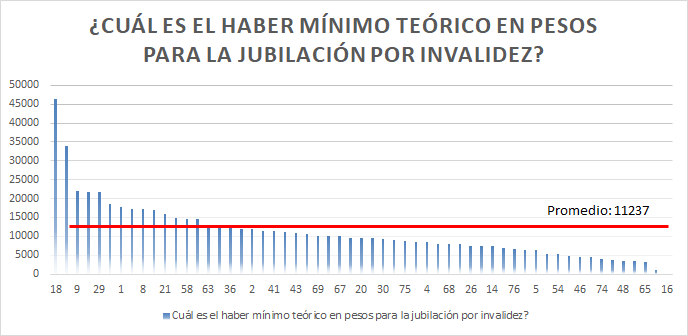 ¿CUÁL ES EL HABER MÍNIMO TEÓRICO EN PESOS
PARA LA JUBILACIÓN POR INVALIDEZ?
50000
45000
40000
35000
30000
25000
20000
15000
10000
5000
0
Promedio: 11237
18 9 29 1 8 21 58 63 36 2 41 43 69 67 20 30 75 4 68 26 14 76 5 54 46 74 48 65 16
Cuál es el haber mínimo teórico en pesos para la jubilación por invalidez?